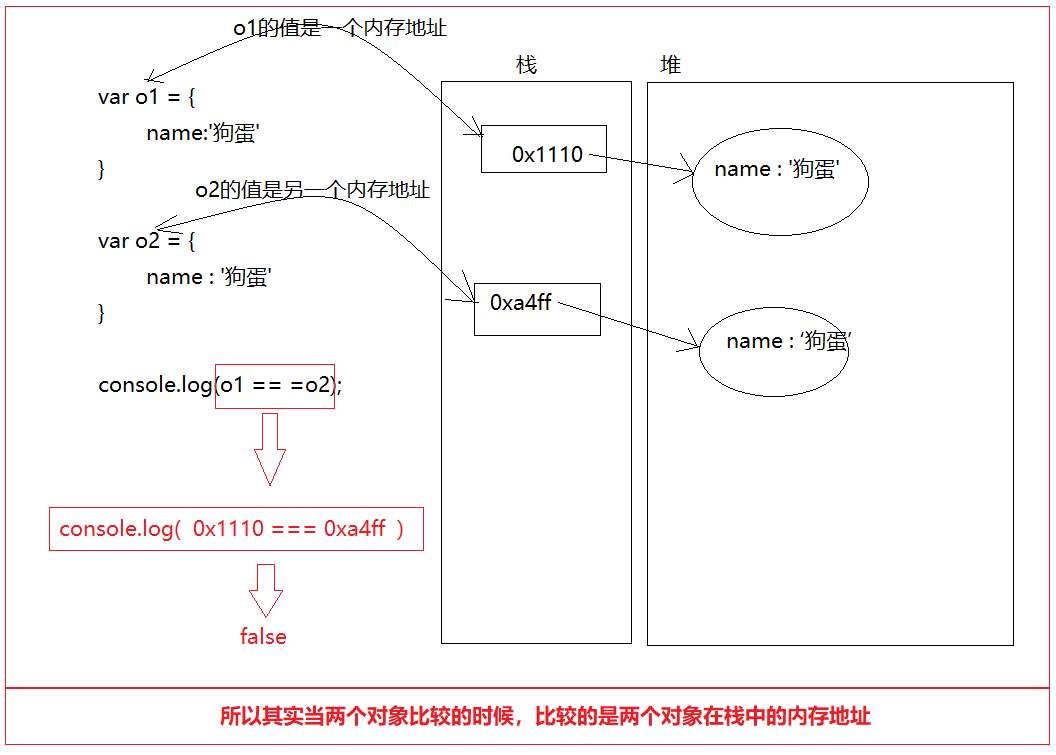 o1的值是一个内存地址
栈
堆
var o1 = {
name:'狗蛋'
}
0x1110
name : '狗蛋'
o2的值是另一个内存地址
var o2 = {
name : '狗蛋'
}
0xa4ff
name : ‘狗蛋’
console.log(o1 == =o2);
console.log( 0x1110 === 0xa4ff )
false
所以其实当两个对象比较的时候，比较的是两个对象在栈中的内存地址